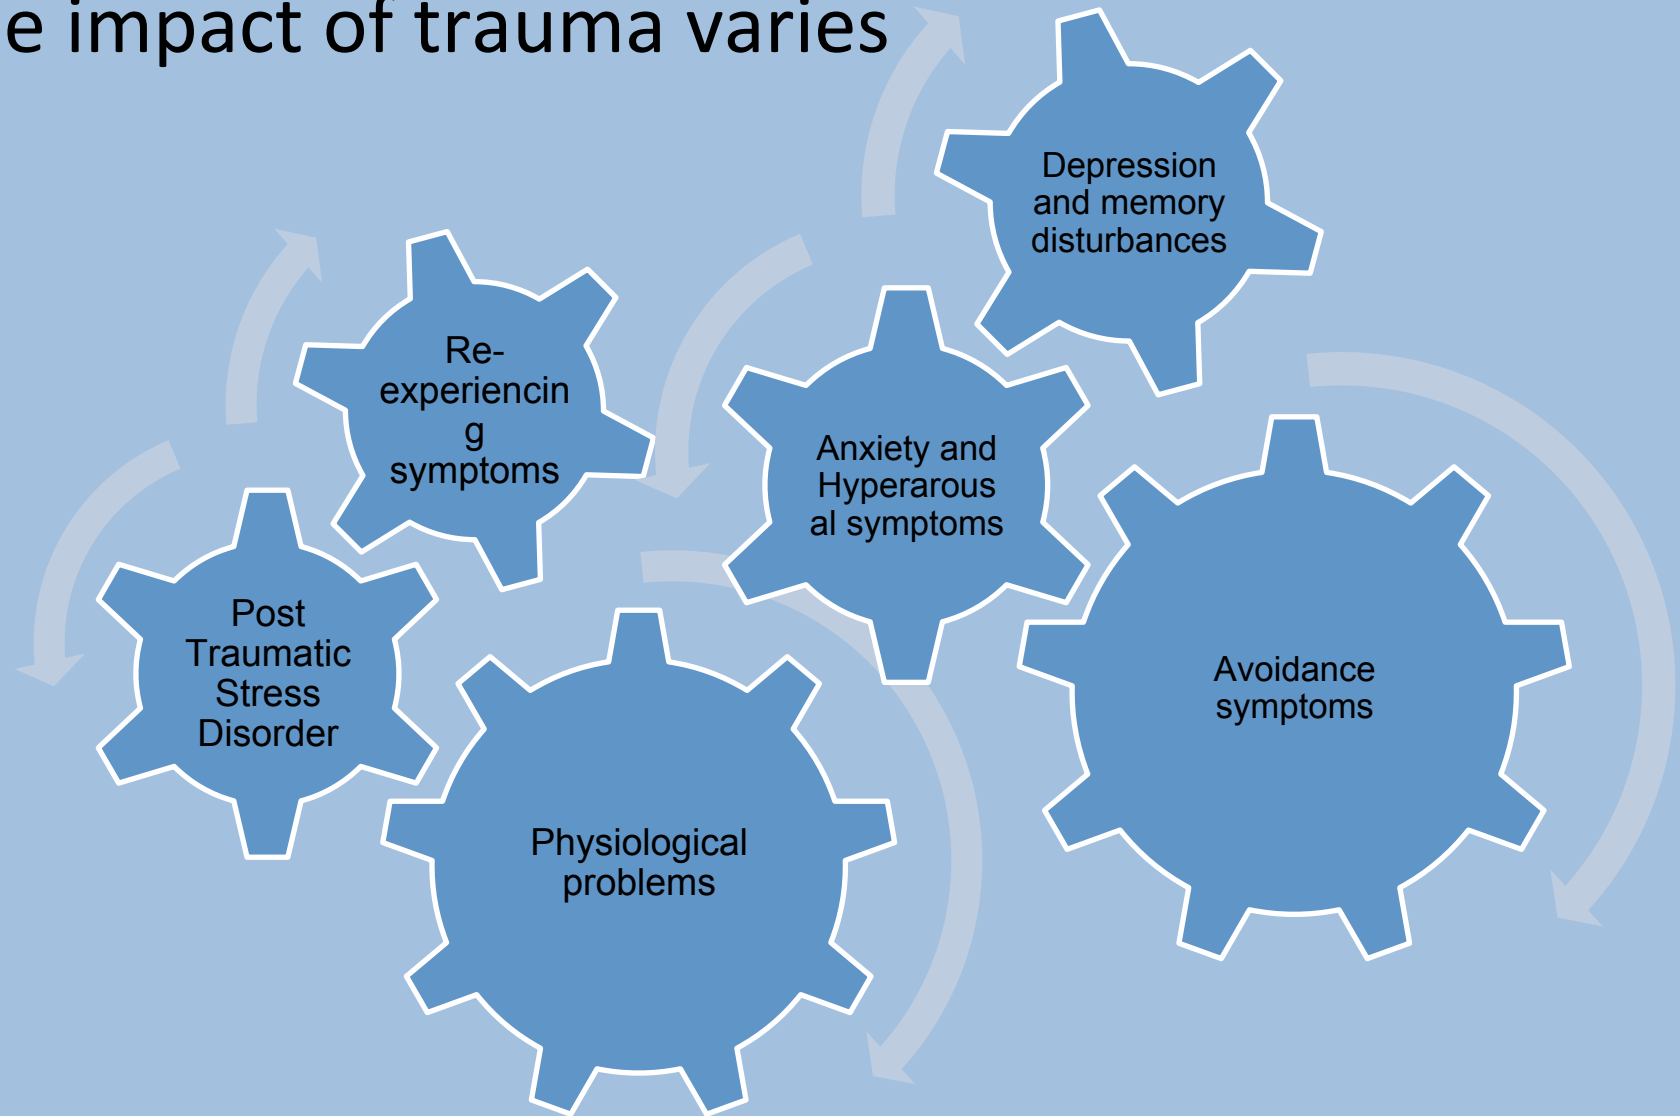 e impact of trauma varies
Depression
and memory
disturbances
Re-
experiencin
g
symptoms
Anxiety and
Hyperarous
al symptoms
Post
Traumatic
Stress
Disorder
Avoidance
symptoms
Physiological
problems